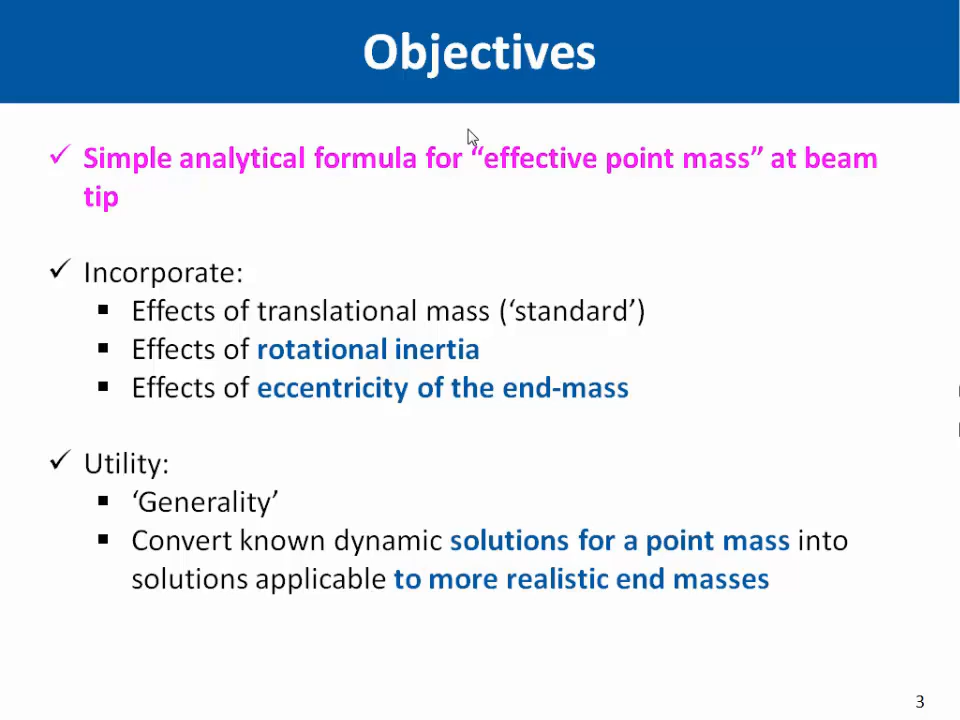 Objectives
✓ Simple analytical formula for “effective point mass” at beam
tip
✓ Incorporate:
▪ Effects of translational mass (‘standard’)
▪ Effects of rotational inertia
▪ Effects of eccentricity of the end-mass
✓ Utility:
▪ ‘Generality’
▪ Convert known dynamic solutions for a point mass into
solutions applicable to more realistic end masses
3